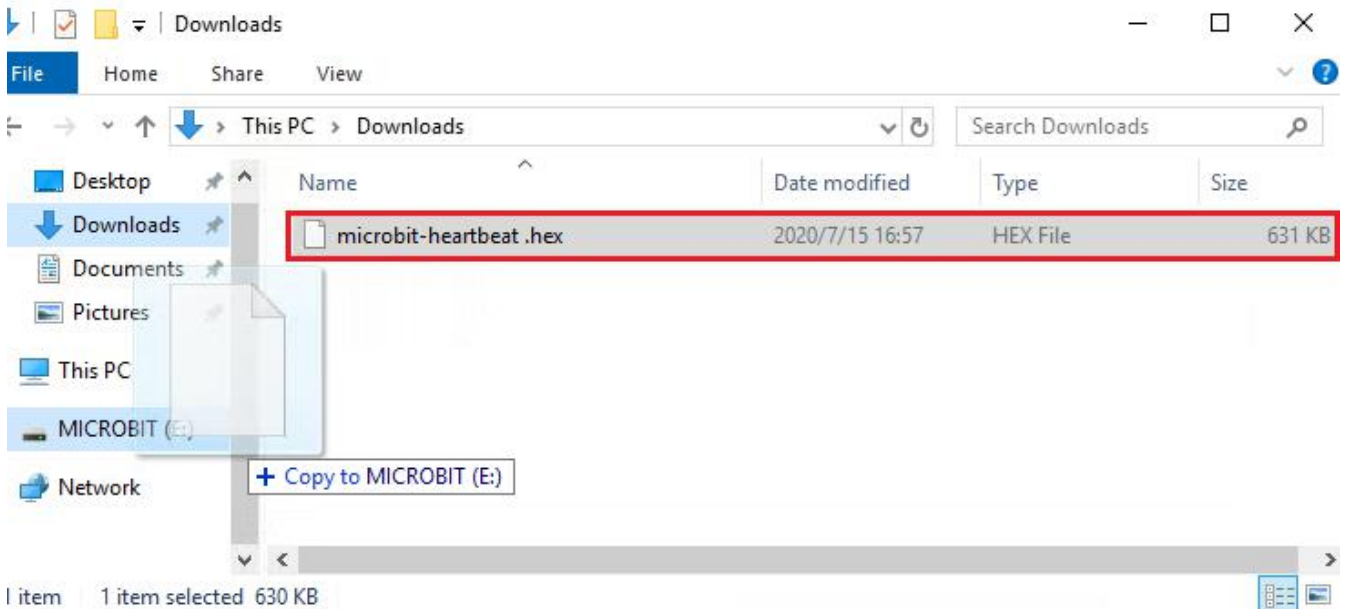 Downloads
File Home Share View
This PC > Downloads Search Downloads
Desktop Name Date modified Type Size
Downloads microbit-heartbeat .hex 2020/7/15 16:57 HEX File 631 KB
Documents
Pictures
This PC
MICROBIT (E:)
+ Copy to MICROBIT (E:)
Network
item 1 item selected 630 KB